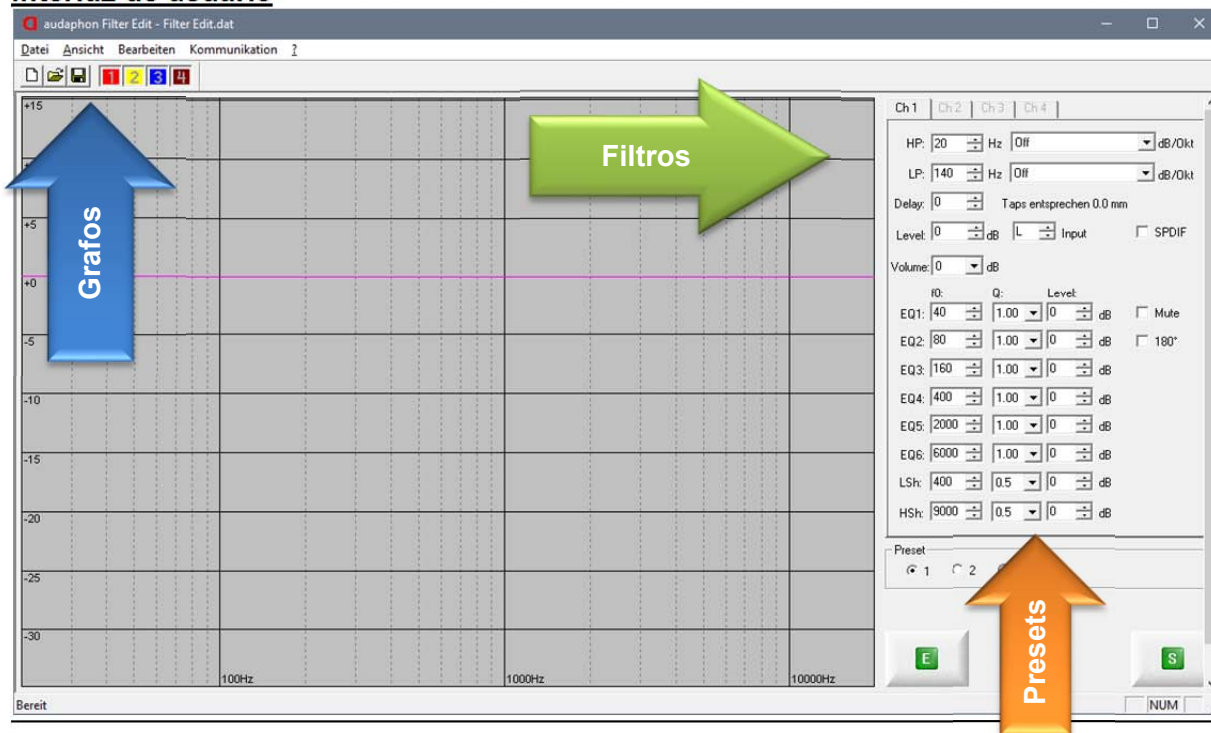 Interfaz de usuario
audaphon Filter Edit - Filter Edit.dat
Datei Ansicht Bearbeiten Kommunikation ?
1 2 3 4
+15
+5
+0
-5
-10
-15
-20
-25
-30
100Hz 1000Hz 10000Hz
Grafos
Filtros
Ch 1 Ch 2 Ch 3 Ch 4
HP: 20 Hz Off dB/Okt
LP: 140 Hz Off dB/Okt
Delay: 0 Taps entsprechen 0.0 mm
Level: 0 dB L Input SPDIF
Volume: 0 dB
f0: Q: Level:
EQ1: 40 1.00 0 dB Mute
EQ2: 80 1.00 0 dB 180°
EQ3: 160 1.00 0 dB
EQ4: 400 1.00 0 dB
EQ5: 2000 1.00 0 dB
EQ6: 6000 1.00 0 dB
LSh: 400 0.5 0 dB
HSh: 9000 0.5 0 dB
Preset
1 2
Presets
E S
Bereit NUM